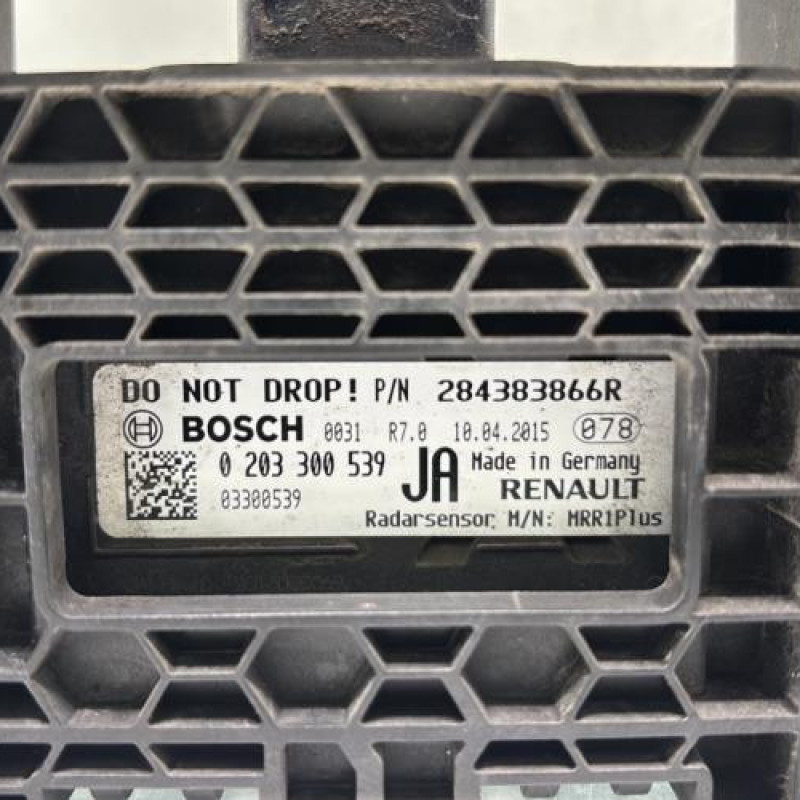 DO NOT DROP! P/N 284383866R
BOSCH 0031 R7.0 10.04.2015 078
0 203 300 539 JA Made in Germany
03300539 RENAULT
Radarsensor M/N: MRR1Plus